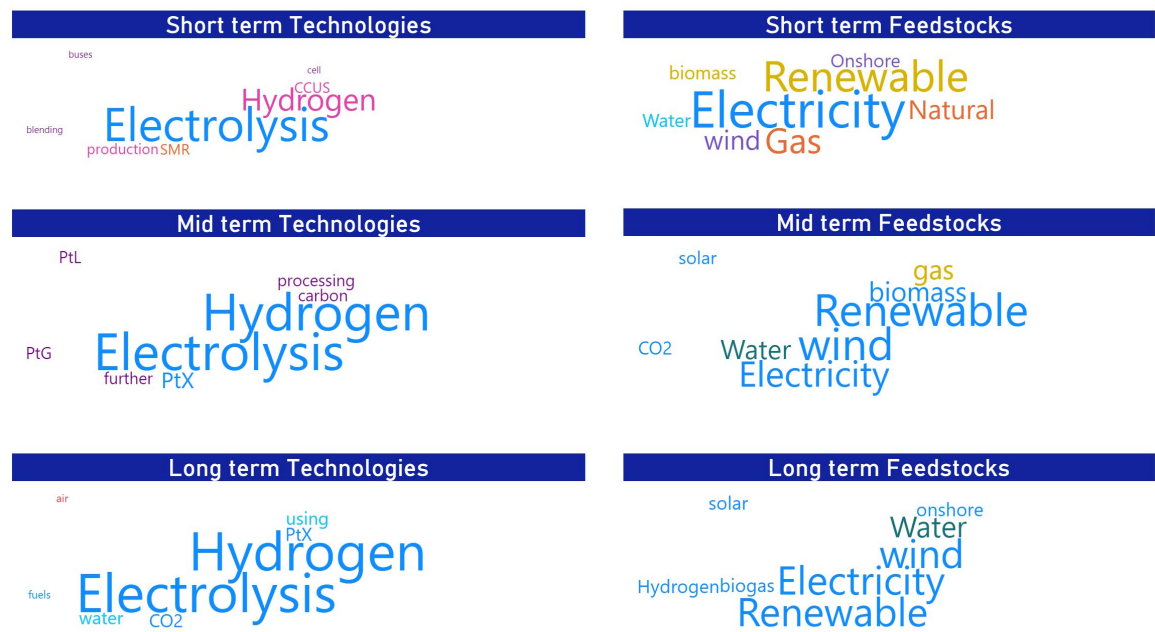 Short term Technologies
buses
cell
CCUS
Hydrogen
Electrolysis
blending
production SMR
Short term Feedstocks
Onshore
biomass Renewable
Electricity Natural
Water
wind Gas
Mid term Technologies
PtL
processing
carbon
Hydrogen
Electrolysis
PtG
further PtX
Mid term Feedstocks
solar
gas
biomass
Renewable
CO2 Water wind
Electricity
Long term Technologies
air
using
PtX
Hydrogen
Electrolysis
fuels
water CO2
Long term Feedstocks
solar
onshore
Water
wind
Hydrogen biogas Electricity
Renewable